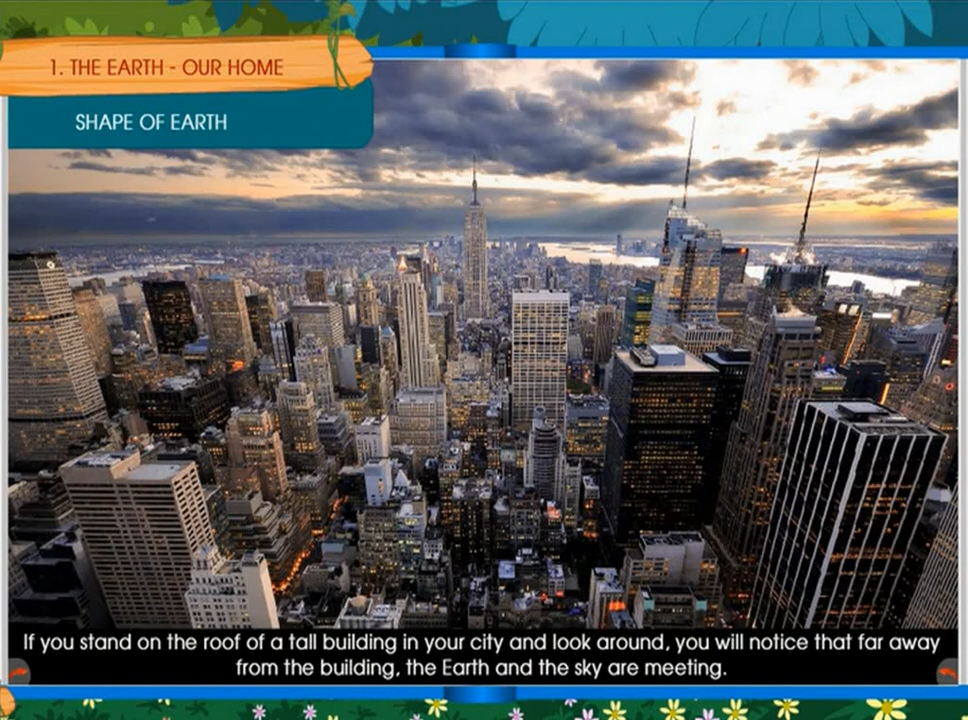 1. THE EARTH - OUR HOME
SHAPE OF EARTH
If you stand on the roof of a tall building in your city and look around, you will notice that far away
from the building, the Earth and the sky are meeting.